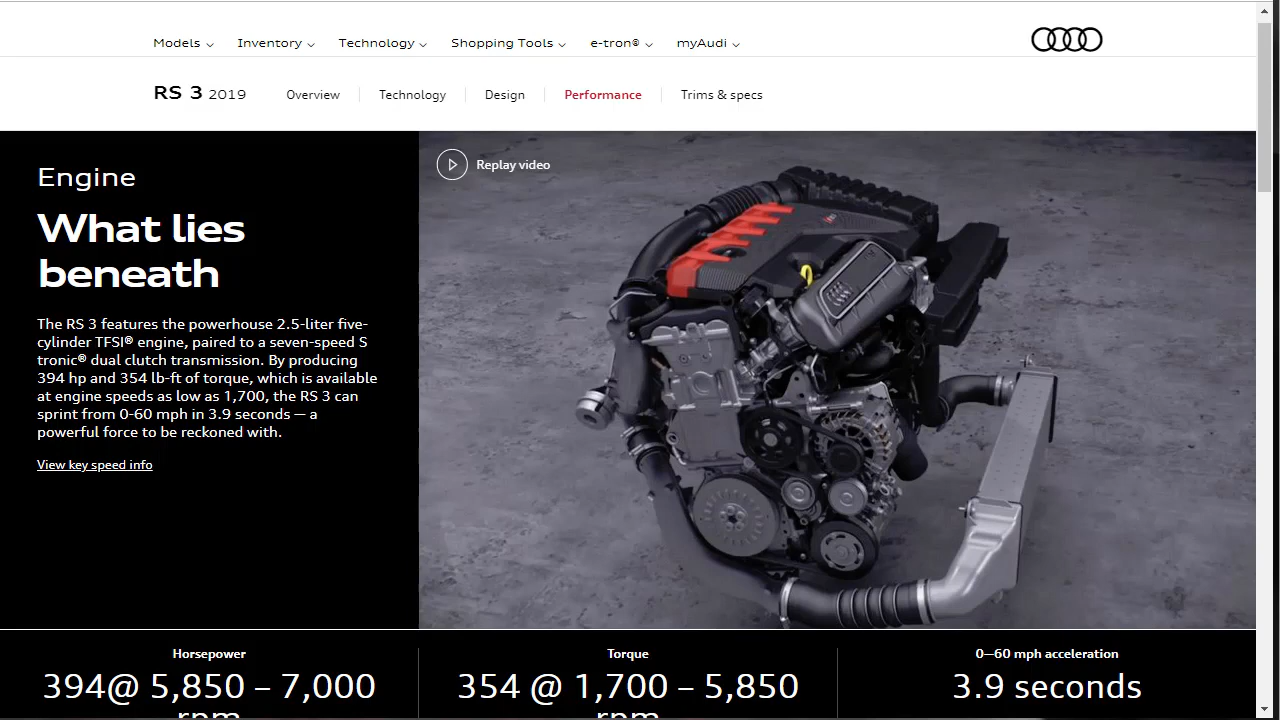 Models Inventory Technology Shopping Tools e-tron® myAudi
RS 3 2019 Overview Technology Design Performance Trims & specs
Replay video
Engine
What lies
beneath
The RS 3 features the powerhouse 2.5-liter five-
cylinder TFSI® engine, paired to a seven-speed S
tronic® dual clutch transmission. By producing
394 hp and 354 lb-ft of torque, which is available
at engine speeds as low as 1,700, the RS 3 can
sprint from 0-60 mph in 3.9 seconds — a
powerful force to be reckoned with.
View key speed info
Horsepower
394@ 5,850 – 7,000
rpm
Torque
354 @ 1,700 – 5,850
rpm
0—60 mph acceleration
3.9 seconds